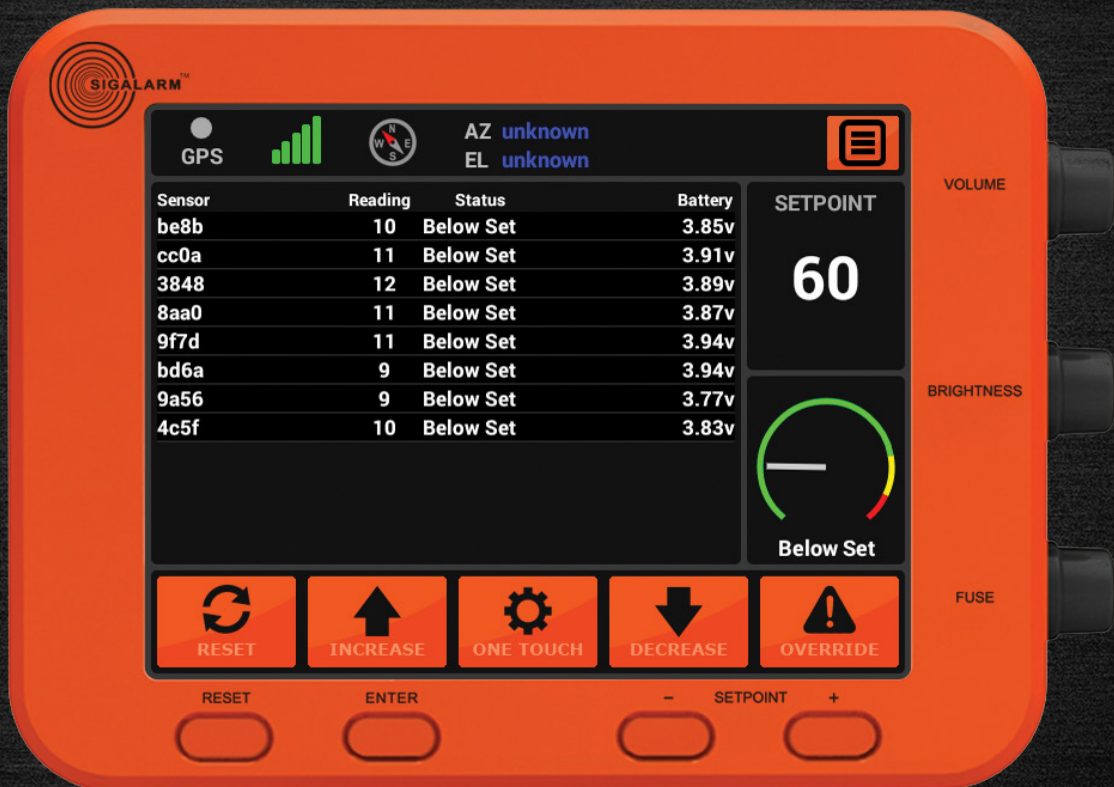 SIGALARM™
GPS
N
W E
S
AZ unknown
EL unknown
Sensor Reading Status Battery
be8b 10 Below Set 3.85v
cc0a 11 Below Set 3.91v
3848 12 Below Set 3.89v
8aa0 11 Below Set 3.87v
9f7d 11 Below Set 3.94v
bd6a 9 Below Set 3.94v
9a56 9 Below Set 3.77v
4c5f 10 Below Set 3.83v
SETPOINT
60
Below Set
VOLUME
BRIGHTNESS
FUSE
RESET INCREASE ONE TOUCH DECREASE OVERRIDE
RESET ENTER - SETPOINT +